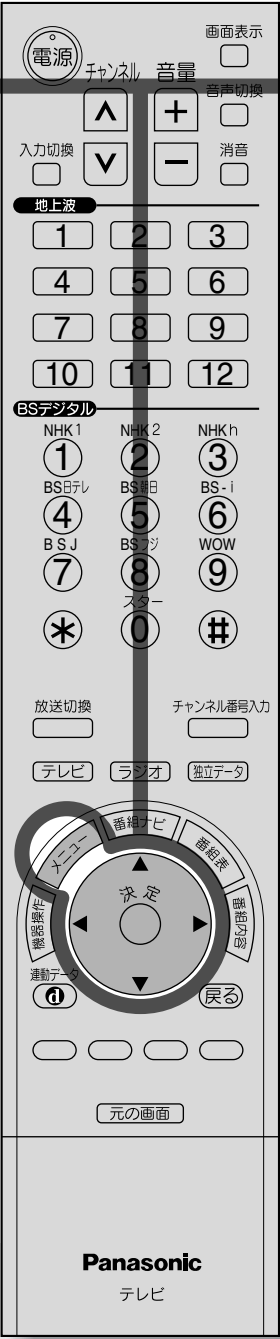 電源
画面表示
チャンネル 音量
音声切換
入力切換
消音
地上波
1 2 3
4 5 6
7 8 9
10 11 12
BSデジタル
NHK1 NHK2 NHKh
1 2 3
BS日テレ BS朝日 BS-i
4 5 6
BSJ BSフジ WOW
7 8 9
スター
* 0 #
放送切換 チャンネル番号入力
テレビ ラジオ 独立データ
機器操作 メニュー 番組ナビ 番組表 番組内容
決定
連動データ
d
戻る
元の画面
Panasonic
テレビ